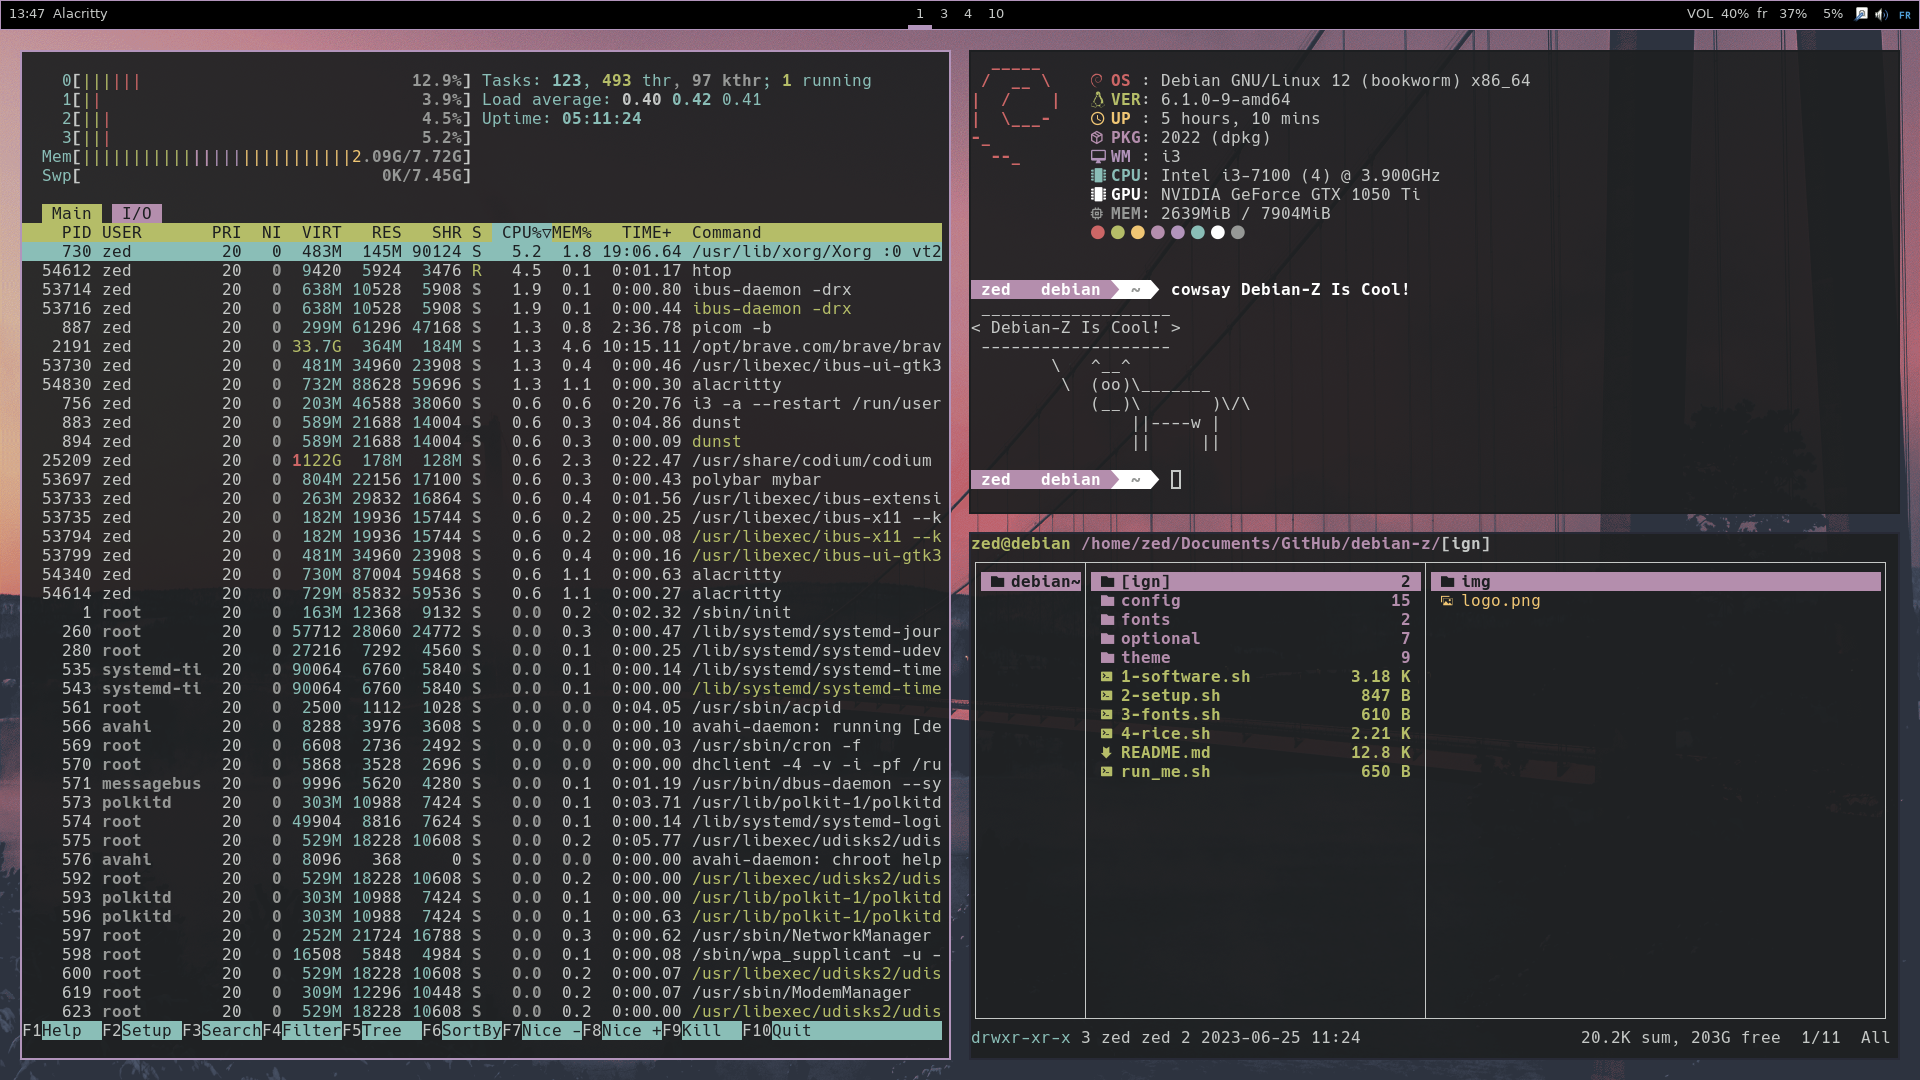 13:47 Alacritty
1 3 4 10
VOL 40% fr 37% 5% FR
0[|||||| 12.9%] Tasks: 123, 493 thr, 97 kthr; 1 running
1[|| 3.9%] Load average: 0.40 0.42 0.41
2[||| 4.5%] Uptime: 05:11:24
3[||| 5.2%]
Mem[|||||||||||||||||||||||||||2.09G/7.72G]
Swp[ 0K/7.45G]
Main I/O
PID USER PRI NI VIRT RES SHR S CPU%▽MEM% TIME+ Command
730 zed 20 0 483M 145M 90124 S 5.2 1.8 19:06.64 /usr/lib/xorg/Xorg :0 vt2
54612 zed 20 0 9420 5924 3476 R 4.5 0.1 0:01.17 htop
53714 zed 20 0 638M 10528 5908 S 1.9 0.1 0:00.80 ibus-daemon -drx
53716 zed 20 0 638M 10528 5908 S 1.9 0.1 0:00.44 ibus-daemon -drx
887 zed 20 0 299M 61296 47168 S 1.3 0.8 2:36.78 picom -b
2191 zed 20 0 33.7G 364M 184M S 1.3 4.6 10:15.11 /opt/brave.com/brave/brav
53730 zed 20 0 481M 34960 23908 S 1.3 0.4 0:00.46 /usr/libexec/ibus-ui-gtk3
54830 zed 20 0 732M 88628 59696 S 1.3 1.1 0:00.30 alacritty
756 zed 20 0 203M 46588 38060 S 0.6 0.6 0:20.76 i3 -a --restart /run/user
883 zed 20 0 589M 21688 14004 S 0.6 0.3 0:04.86 dunst
894 zed 20 0 589M 21688 14004 S 0.6 0.3 0:00.09 dunst
25209 zed 20 0 1122G 178M 128M S 0.6 2.3 0:22.47 /usr/share/codium/codium
53697 zed 20 0 804M 22156 17100 S 0.6 0.3 0:00.43 polybar mybar
53733 zed 20 0 263M 29832 16864 S 0.6 0.4 0:01.56 /usr/libexec/ibus-extensi
53735 zed 20 0 182M 19936 15744 S 0.6 0.2 0:00.25 /usr/libexec/ibus-x11 --k
53794 zed 20 0 182M 19936 15744 S 0.6 0.2 0:00.08 /usr/libexec/ibus-x11 --k
53799 zed 20 0 481M 34960 23908 S 0.6 0.4 0:00.16 /usr/libexec/ibus-ui-gtk3
54340 zed 20 0 730M 87004 59468 S 0.6 1.1 0:00.63 alacritty
54614 zed 20 0 729M 85832 59536 S 0.6 1.1 0:00.27 alacritty
1 root 20 0 163M 12368 9132 S 0.0 0.2 0:02.32 /sbin/init
260 root 20 0 57712 28060 24772 S 0.0 0.3 0:00.47 /lib/systemd/systemd-jour
280 root 20 0 27216 7292 4560 S 0.0 0.1 0:00.25 /lib/systemd/systemd-udev
535 systemd-ti 20 0 90064 6760 5840 S 0.0 0.1 0:00.14 /lib/systemd/systemd-time
543 systemd-ti 20 0 90064 6760 5840 S 0.0 0.1 0:00.00 /lib/systemd/systemd-time
561 root 20 0 2500 1112 1028 S 0.0 0.0 0:04.05 /usr/sbin/acpid
566 avahi 20 0 8288 3976 3608 S 0.0 0.0 0:00.10 avahi-daemon: running [de
569 root 20 0 6608 2736 2492 S 0.0 0.0 0:00.03 /usr/sbin/cron -f
570 root 20 0 5868 3528 2696 S 0.0 0.0 0:00.00 dhclient -4 -v -i -pf /ru
571 messagebus 20 0 9996 5620 4280 S 0.0 0.1 0:01.19 /usr/bin/dbus-daemon --sy
573 polkitd 20 0 303M 10988 7424 S 0.0 0.1 0:03.71 /usr/lib/polkit-1/polkitd
574 root 20 0 49904 8816 7624 S 0.0 0.1 0:00.14 /lib/systemd/systemd-logi
575 root 20 0 529M 18228 10608 S 0.0 0.2 0:05.77 /usr/libexec/udisks2/udis
576 avahi 20 0 8096 368 0 S 0.0 0.0 0:00.00 avahi-daemon: chroot help
592 root 20 0 529M 18228 10608 S 0.0 0.2 0:00.00 /usr/libexec/udisks2/udis
593 polkitd 20 0 303M 10988 7424 S 0.0 0.1 0:00.00 /usr/lib/polkit-1/polkitd
596 polkitd 20 0 303M 10988 7424 S 0.0 0.1 0:00.63 /usr/lib/polkit-1/polkitd
597 root 20 0 252M 21724 16788 S 0.0 0.3 0:00.62 /usr/sbin/NetworkManager
598 root 20 0 16508 5848 4984 S 0.0 0.1 0:00.08 /sbin/wpa_supplicant -u -
600 root 20 0 529M 18228 10608 S 0.0 0.2 0:00.07 /usr/libexec/udisks2/udis
619 root 20 0 309M 12296 10448 S 0.0 0.2 0:00.07 /usr/sbin/ModemManager
623 root 20 0 529M 18228 10608 S 0.0 0.2 0:00.00 /usr/libexec/udisks2/udis
F1Help F2Setup F3SearchF4FilterF5Tree F6SortByF7Nice -F8Nice +F9Kill F10Quit
OS : Debian GNU/Linux 12 (bookworm) x86_64
VER: 6.1.0-9-amd64
UP : 5 hours, 10 mins
PKG: 2022 (dpkg)
WM : i3
CPU: Intel i3-7100 (4) @ 3.900GHz
GPU: NVIDIA GeForce GTX 1050 Ti
MEM: 2639MiB / 7904MiB
zed debian ~ cowsay Debian-Z Is Cool!
___________________
< Debian-Z Is Cool! >
-------------------
\ ^__^
\ (oo)\_______
(__)\ )\/\
||----w |
|| ||
zed debian ~
zed@debian /home/zed/Documents/GitHub/debian-z/[ign]
debian~ [ign] 2 img
config 15 logo.png
fonts 2
optional 7
theme 9
1-software.sh 3.18 K
2-setup.sh 847 B
3-fonts.sh 610 B
4-rice.sh 2.21 K
README.md 12.8 K
run_me.sh 650 B
drwxr-xr-x 3 zed zed 2 2023-06-25 11:24 20.2K sum, 203G free 1/11 All